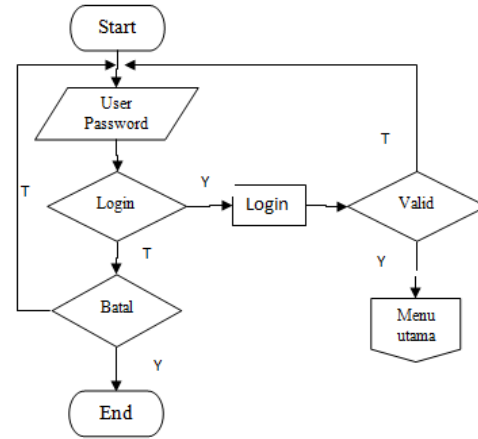 Start
User
Password
T
Login
Y
Login
Valid
T
T
Y
Batal
Menu
utama
Y
End